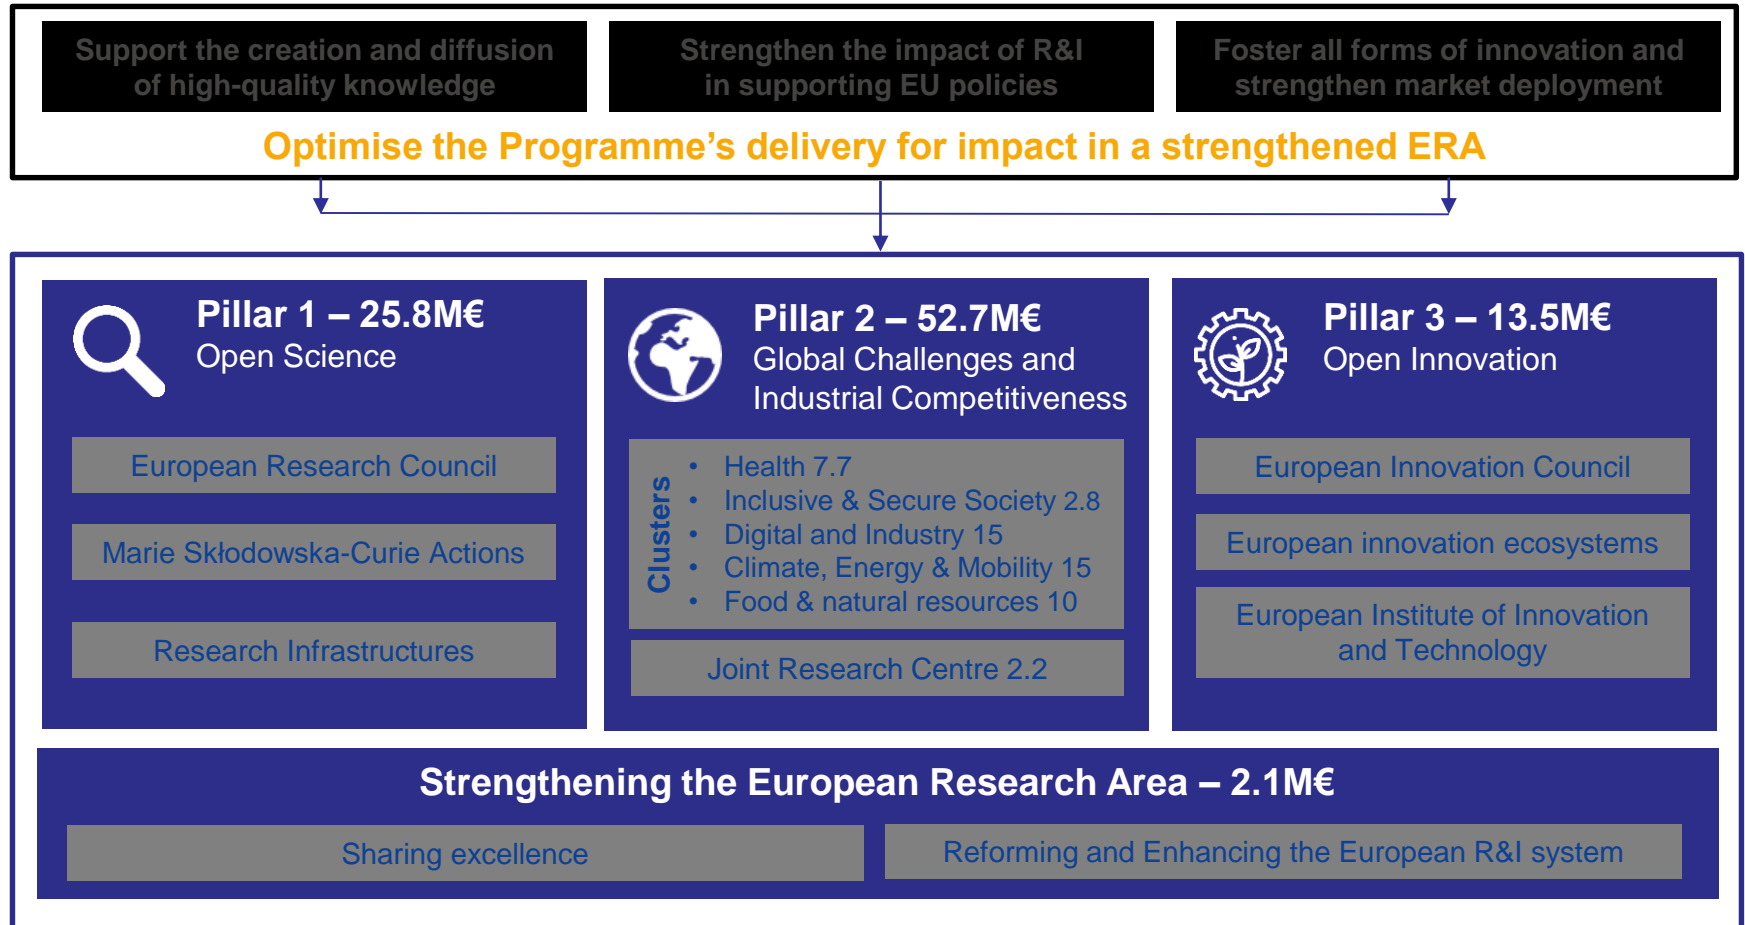 Support the creation and diffusion
of high-quality knowledge
Strengthen the impact of R&I
in supporting EU policies
Foster all forms of innovation and
strengthen market deployment
Optimise the Programme’s delivery for impact in a strengthened ERA
Pillar 1 – 25.8M€
Open Science
European Research Council
Marie Skłodowska-Curie Actions
Research Infrastructures
Pillar 2 – 52.7M€
Global Challenges and
Industrial Competitiveness
Clusters
• Health 7.7
• Inclusive & Secure Society 2.8
• Digital and Industry 15
• Climate, Energy & Mobility 15
• Food & natural resources 10
Joint Research Centre 2.2
Pillar 3 – 13.5M€
Open Innovation
European Innovation Council
European innovation ecosystems
European Institute of Innovation
and Technology
Strengthening the European Research Area – 2.1M€
Sharing excellence
Reforming and Enhancing the European R&I system